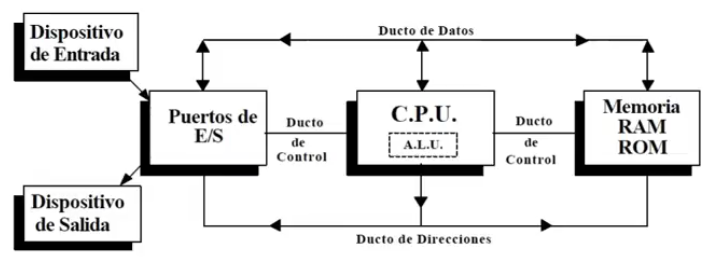 Dispositivo
de Entrada
Ducto de Datos
Puertos de
E/S
Ducto
de
Control
C.P.U.
A.L.U.
Ducto
de
Control
Memoria
RAM
ROM
Dispositivo
de Salida
Ducto de Direcciones